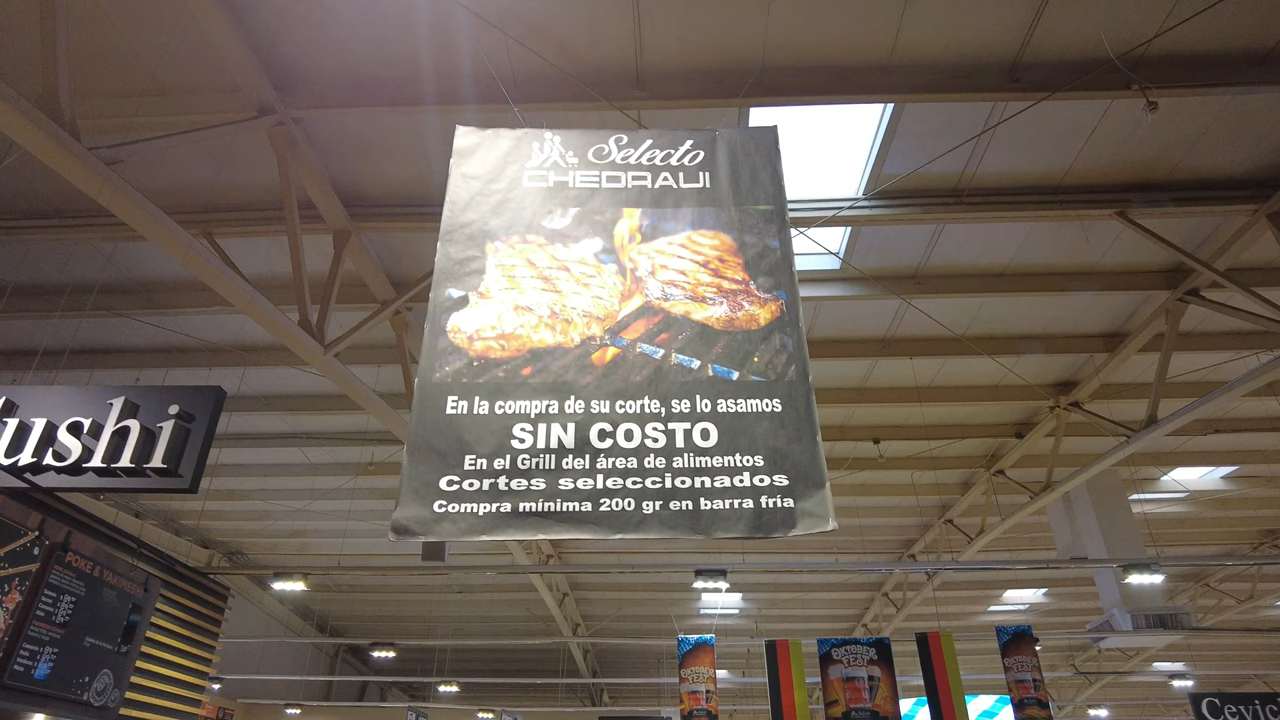 Selecto
CHEDRAUI
En la compra de su corte, se lo asamos
SIN COSTO
En el Grill del área de alimentos
Cortes seleccionados
Compra mínima 200 gr en barra fría
ushi
POKE & YAKIMESHI
OKTOBER
FEST
OKTOBER
FEST
OKTOBER
FEST
Cevic